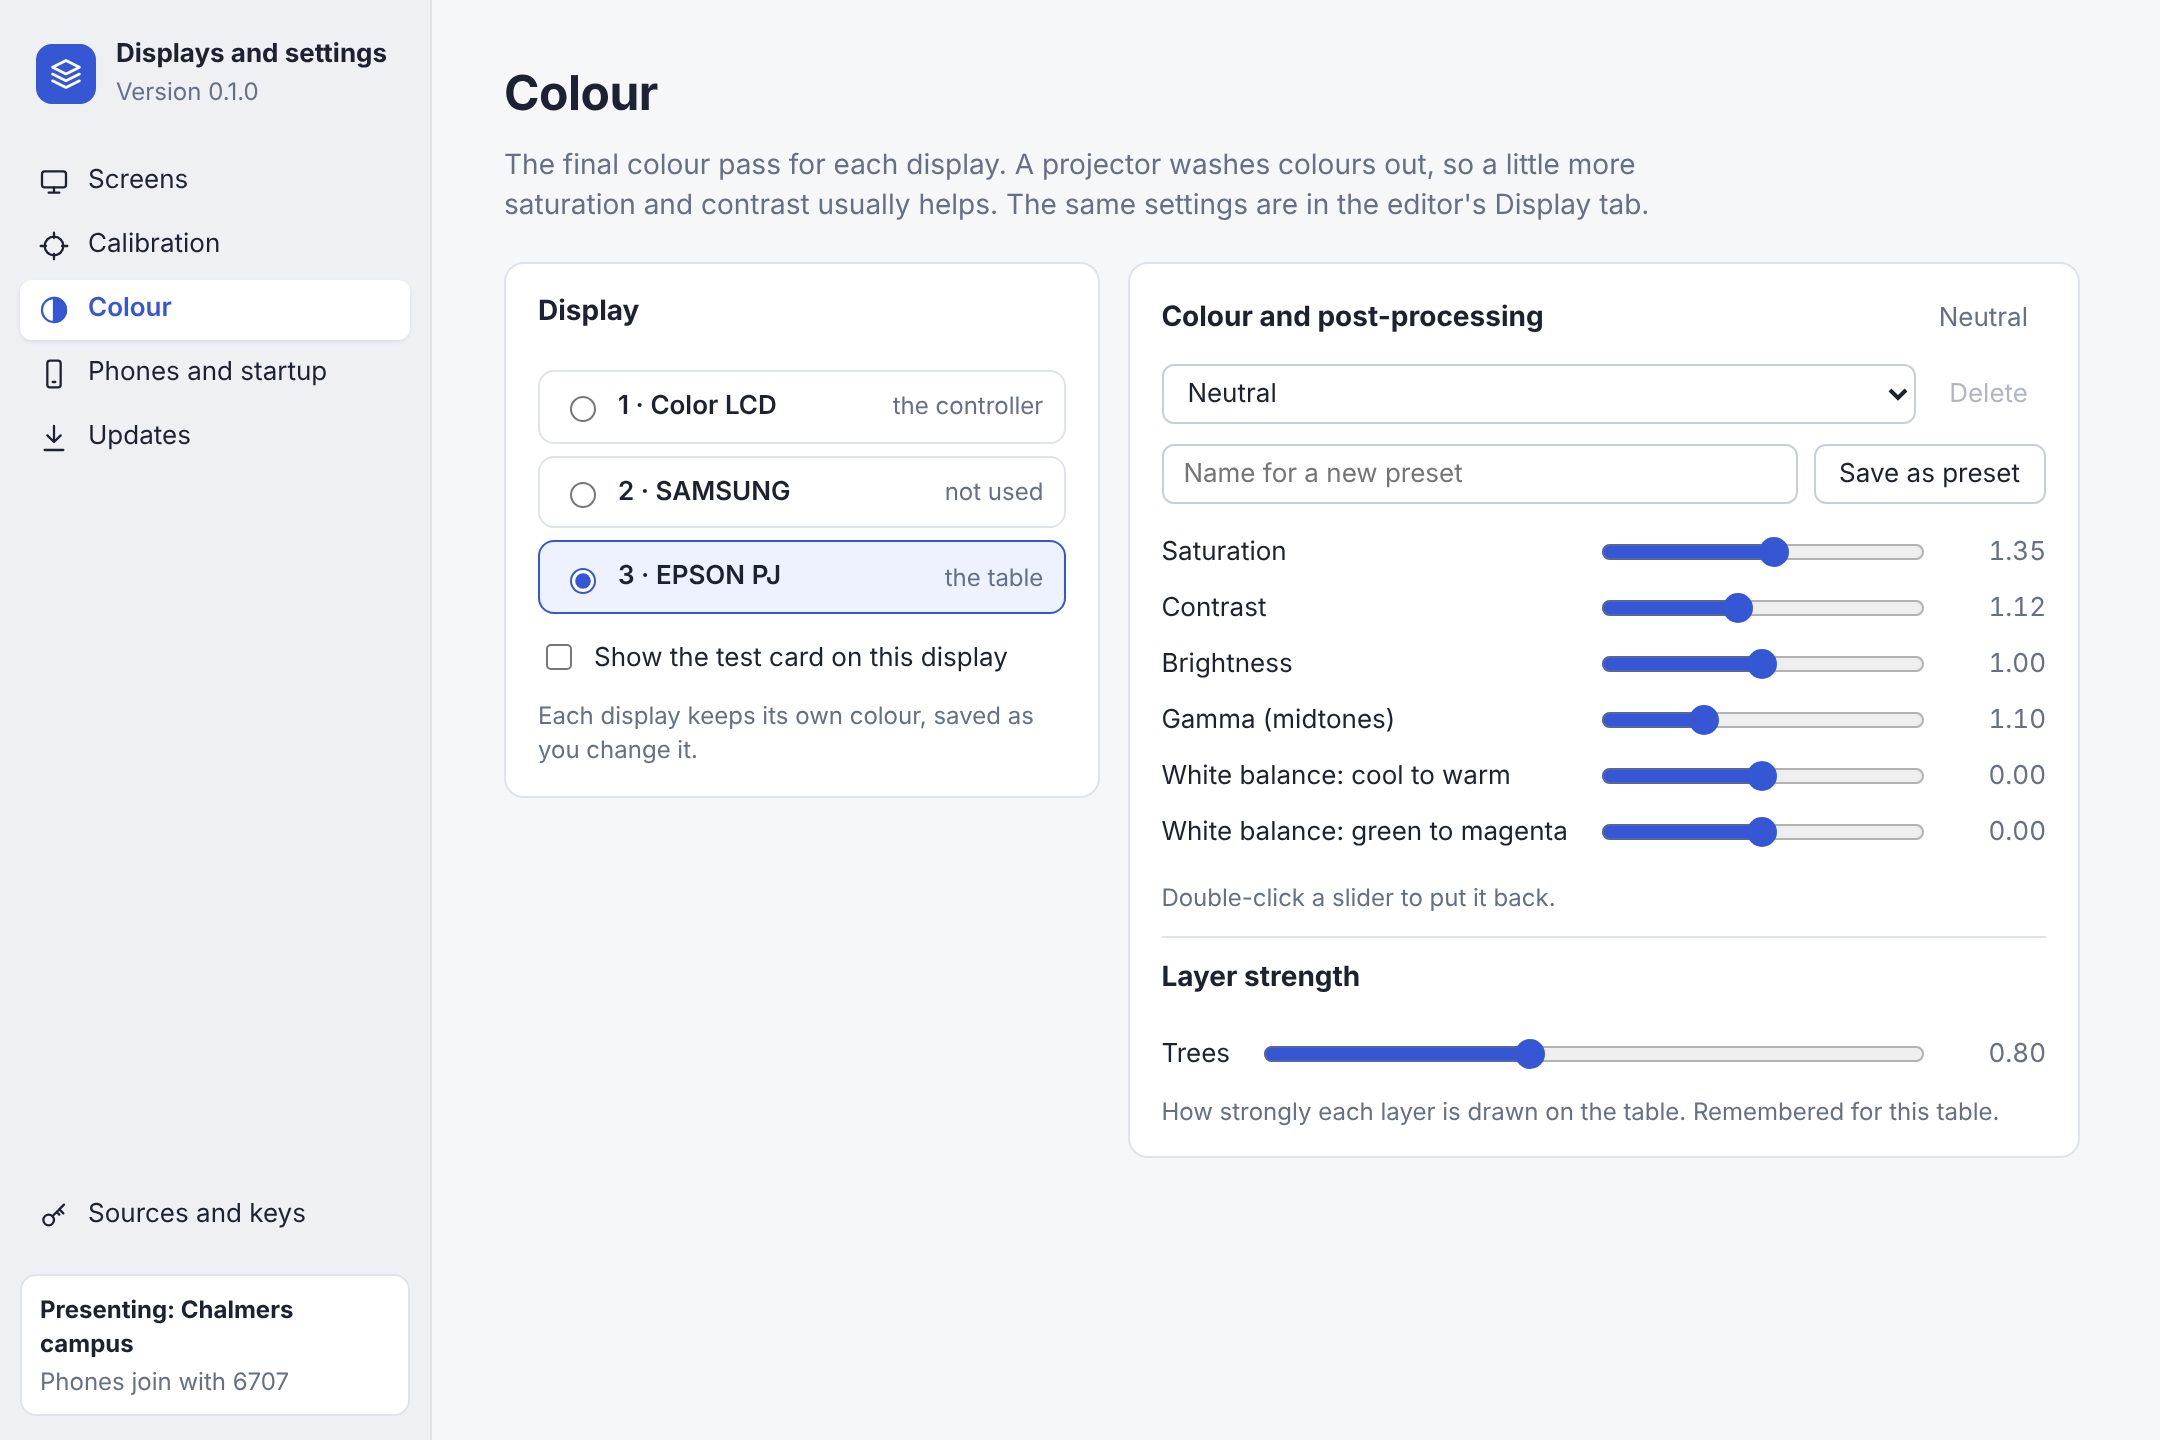 Displays and settings
Version 0.1.0
Screens
Calibration
Colour
Phones and startup
Updates
Sources and keys
Presenting: Chalmers
campus
Phones join with 6707
Colour
The final colour pass for each display. A projector washes colours out, so a little more
saturation and contrast usually helps. The same settings are in the editor's Display tab.
Display
1 · Color LCD the controller
2 · SAMSUNG not used
3 · EPSON PJ the table
Show the test card on this display
Each display keeps its own colour, saved as
you change it.
Colour and post-processing Neutral
Neutral Delete
Name for a new preset Save as preset
Saturation 1.35
Contrast 1.12
Brightness 1.00
Gamma (midtones) 1.10
White balance: cool to warm 0.00
White balance: green to magenta 0.00
Double-click a slider to put it back.
Layer strength
Trees 0.80
How strongly each layer is drawn on the table. Remembered for this table.